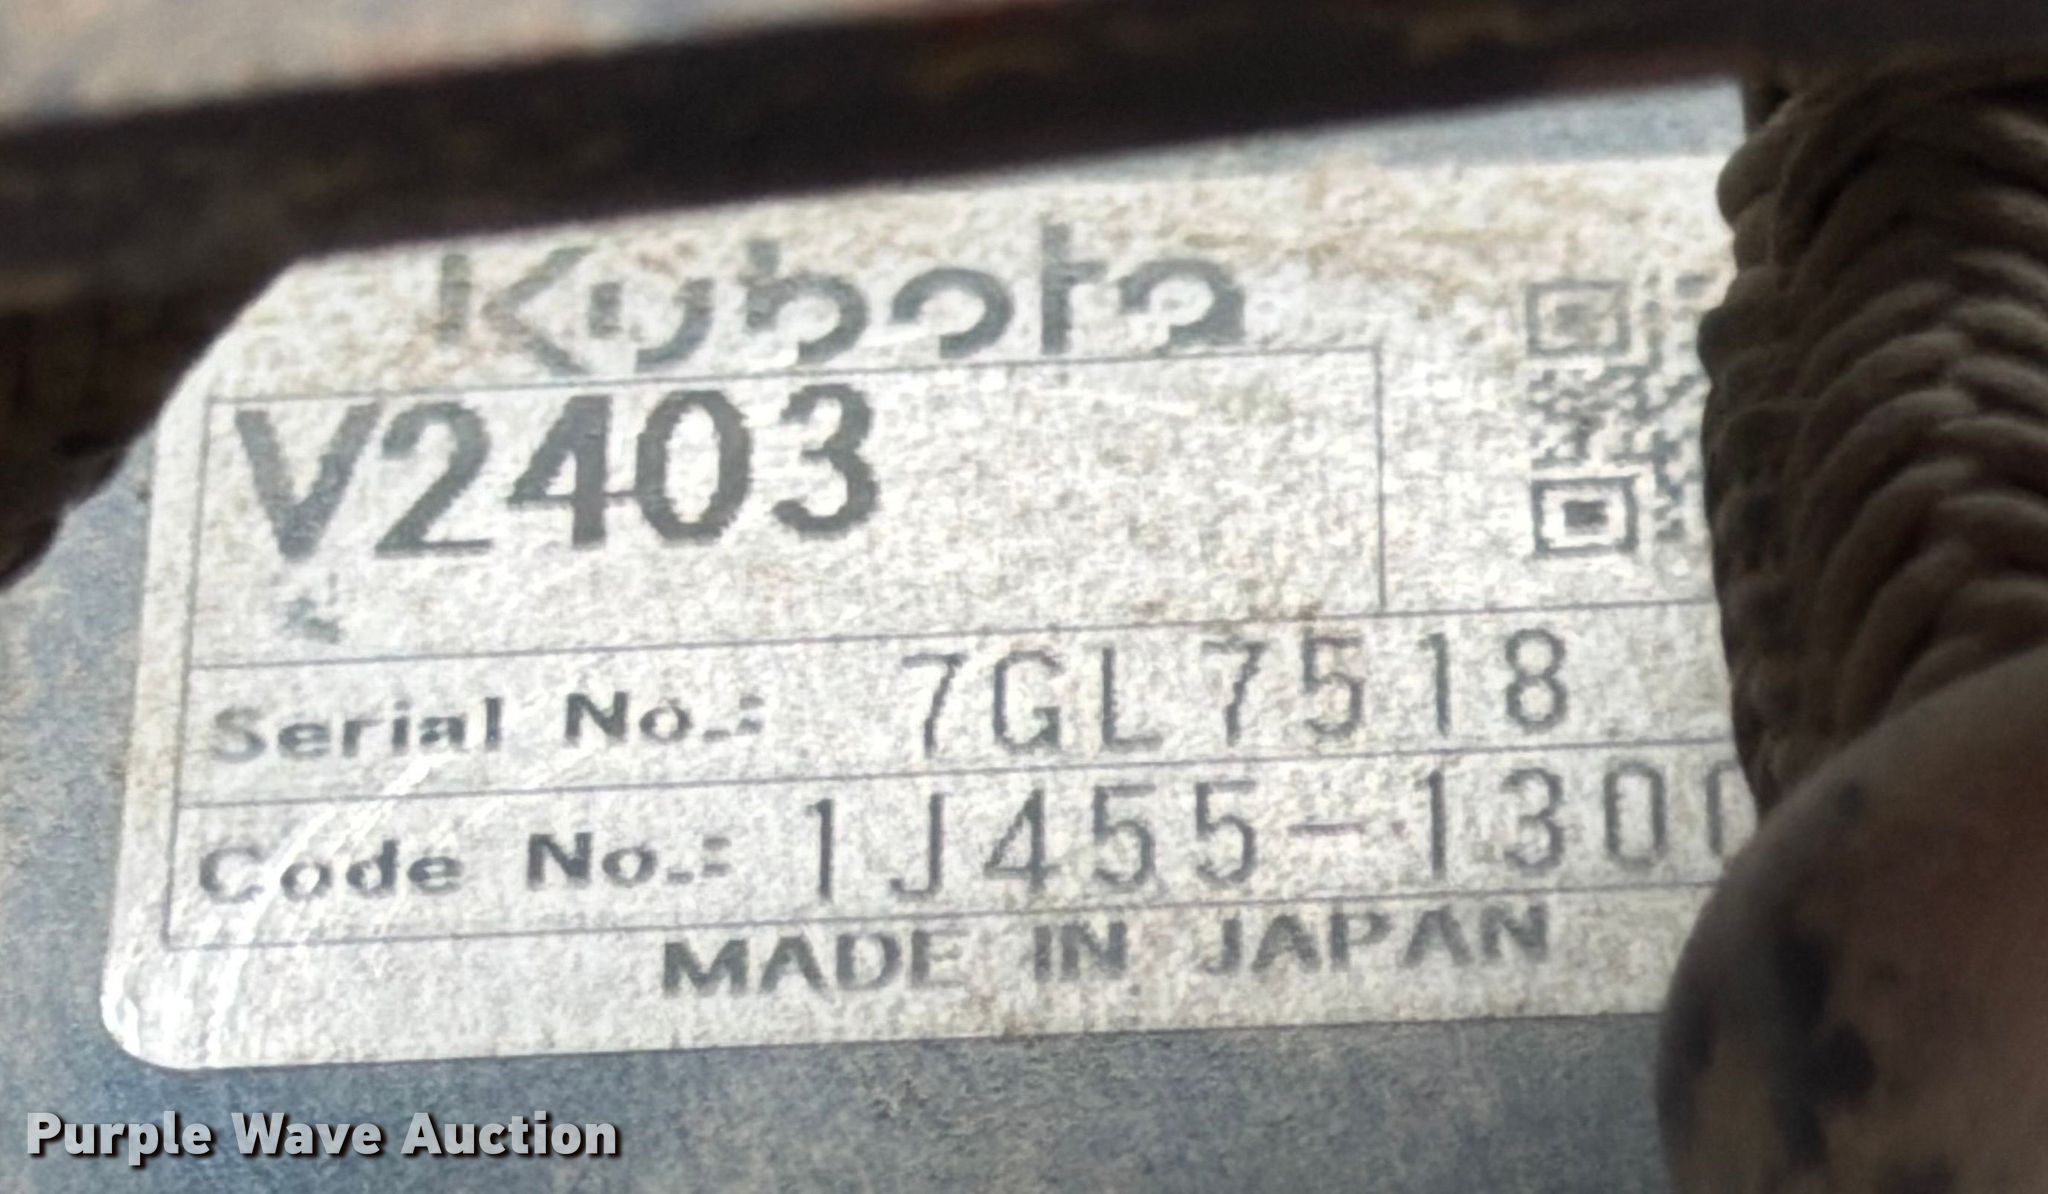 Kubota
V2403
Serial No.: 7GL7518
Code No.: 1J455-1300
MADE IN JAPAN
Purple Wave Auction